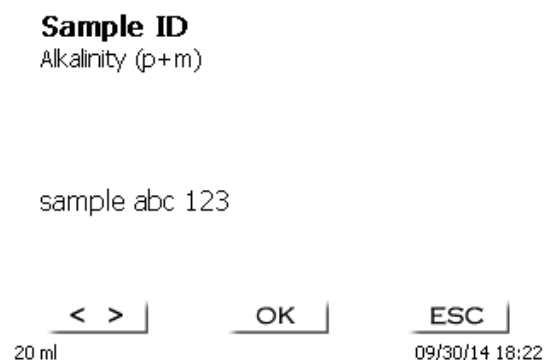 Sample ID
Alkalinity (p+m)
sample abc 123
< > OK ESC
20 ml 09/30/14 18:22